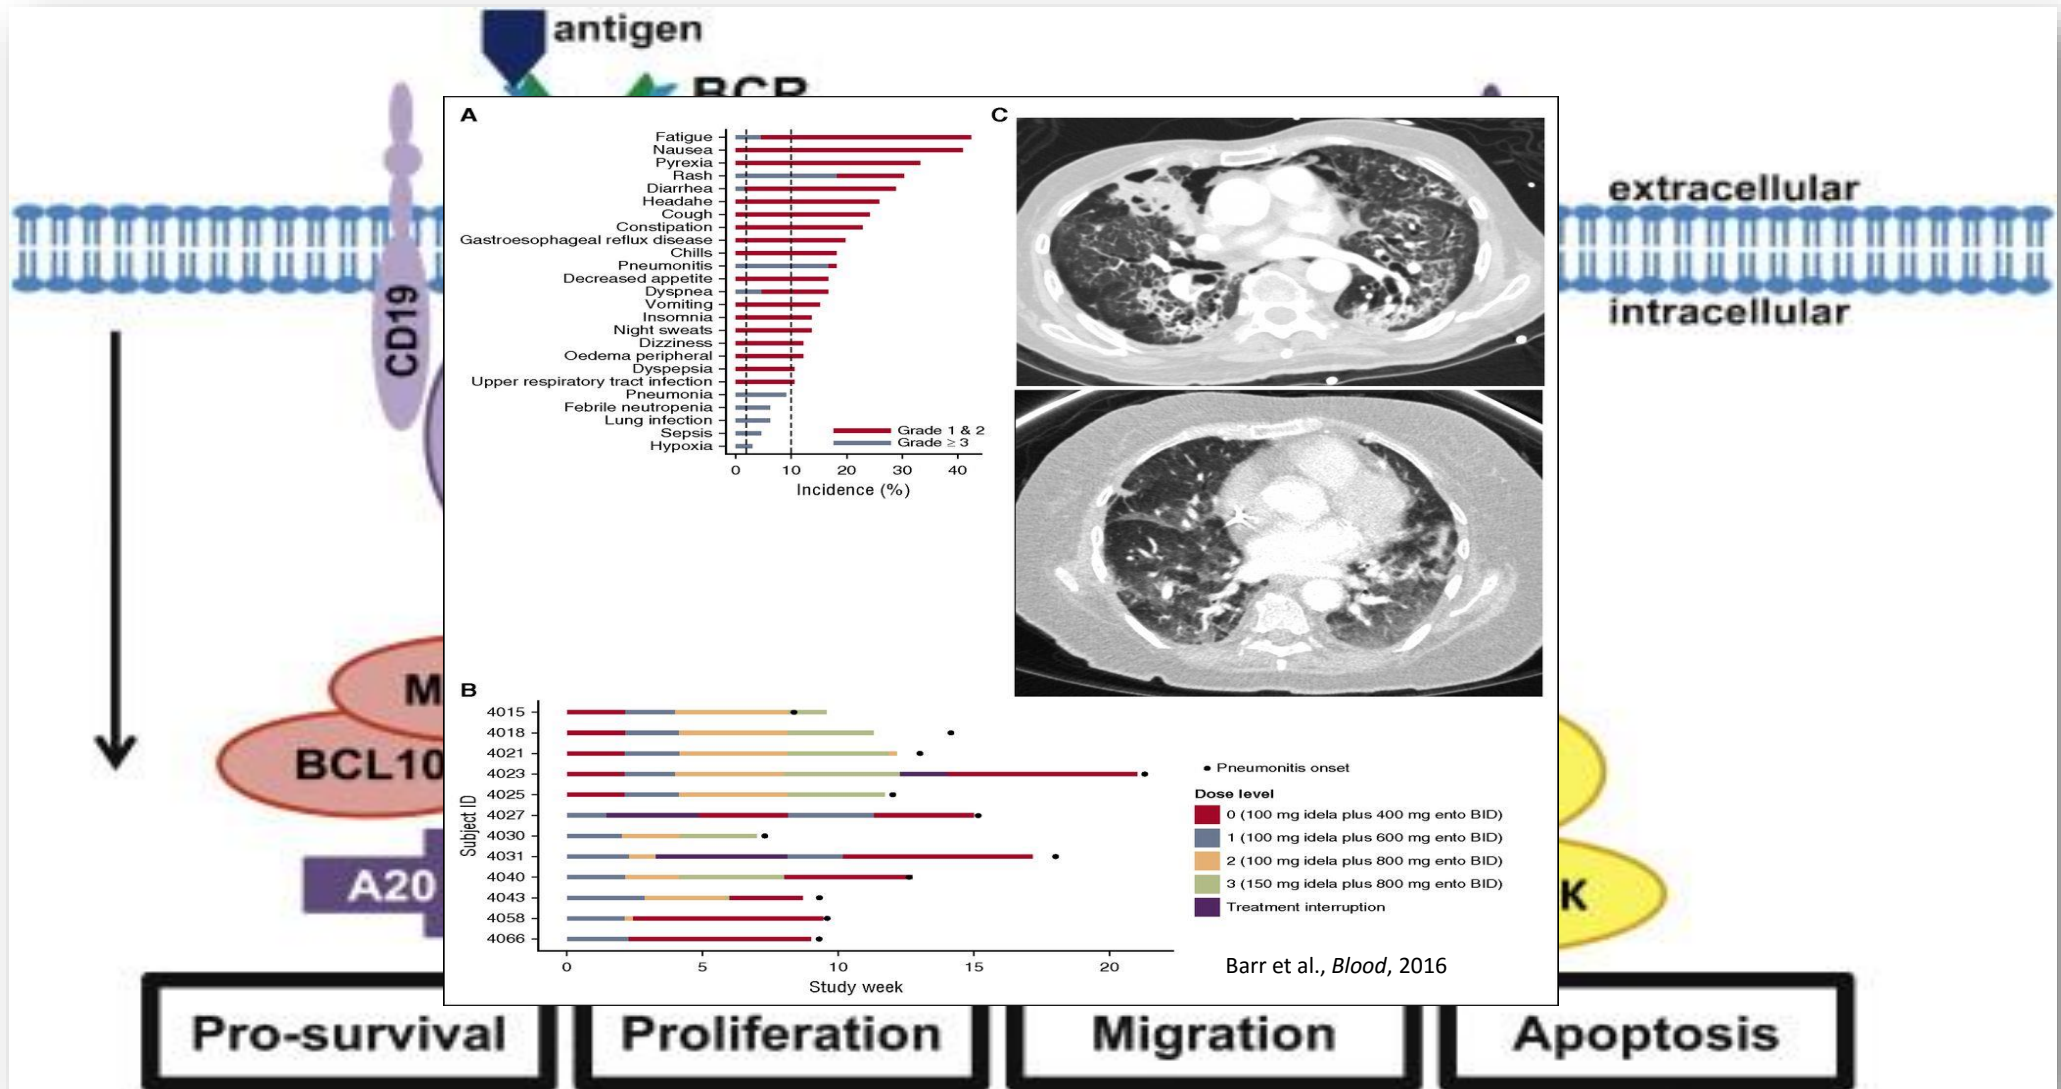 antigen
BCR
CD19
extracellular
intracellular
M
BCL10
A20
K
Pro-survival
Proliferation
Migration
Apoptosis
A
Fatigue
Nausea
Pyrexia
Rash
Diarrhea
Headahe
Cough
Constipation
Gastroesophageal reflux disease
Chills
Pneumonitis
Decreased appetite
Dyspnea
Vomiting
Insomnia
Night sweats
Dizziness
Oedema peripheral
Dyspepsia
Upper respiratory tract infection
Pneumonia
Febrile neutropenia
Lung infection
Sepsis
Hypoxia
Grade 1 & 2
Grade ≥ 3
0 10 20 30 40
Incidence (%)
C
B
Subject ID
4015
4018
4021
4023
4025
4027
4030
4031
4040
4043
4058
4066
0 5 10 15 20
Study week
Pneumonitis onset
Dose level
0 (100 mg idela plus 400 mg ento BID)
1 (100 mg idela plus 600 mg ento BID)
2 (100 mg idela plus 800 mg ento BID)
3 (150 mg idela plus 800 mg ento BID)
Treatment interruption
Barr et al., Blood, 2016